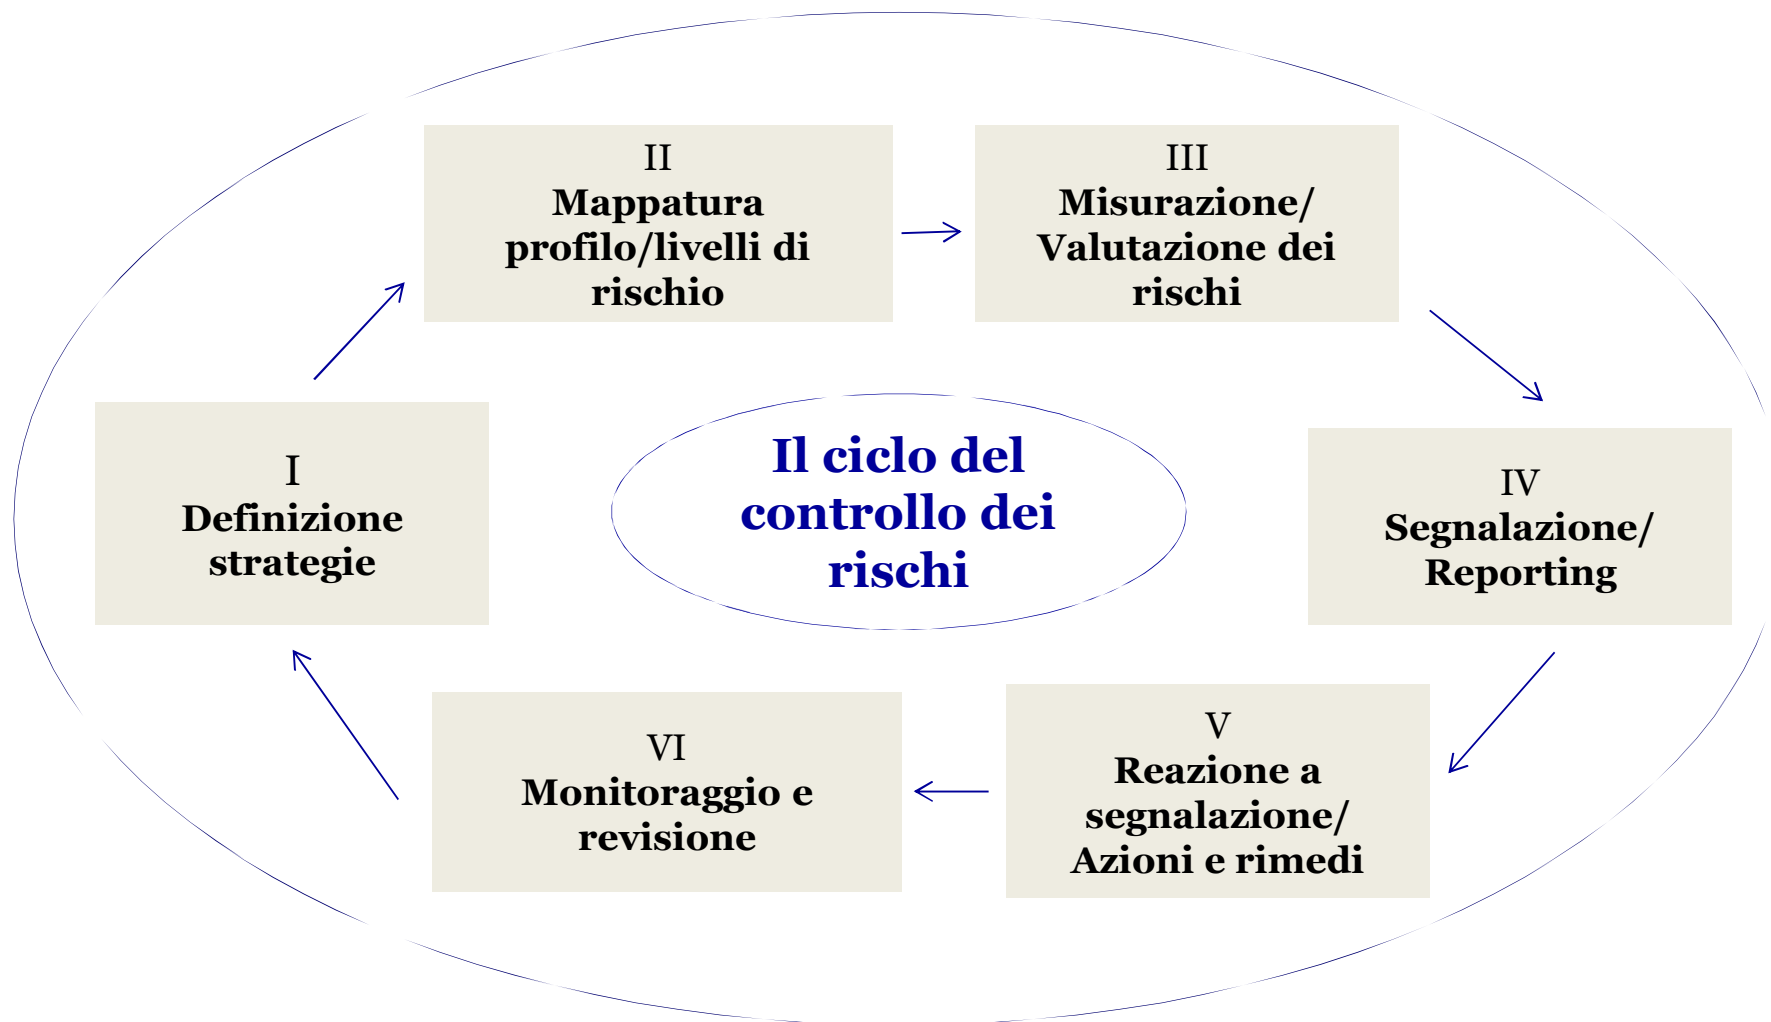 II
Mappatura
profilo/livelli di
rischio
III
Misurazione/
Valutazione dei
rischi
I
Definizione
strategie
Il ciclo del
controllo dei
rischi
IV
Segnalazione/
Reporting
VI
Monitoraggio e
revisione
V
Reazione a
segnalazione/
Azioni e rimedi